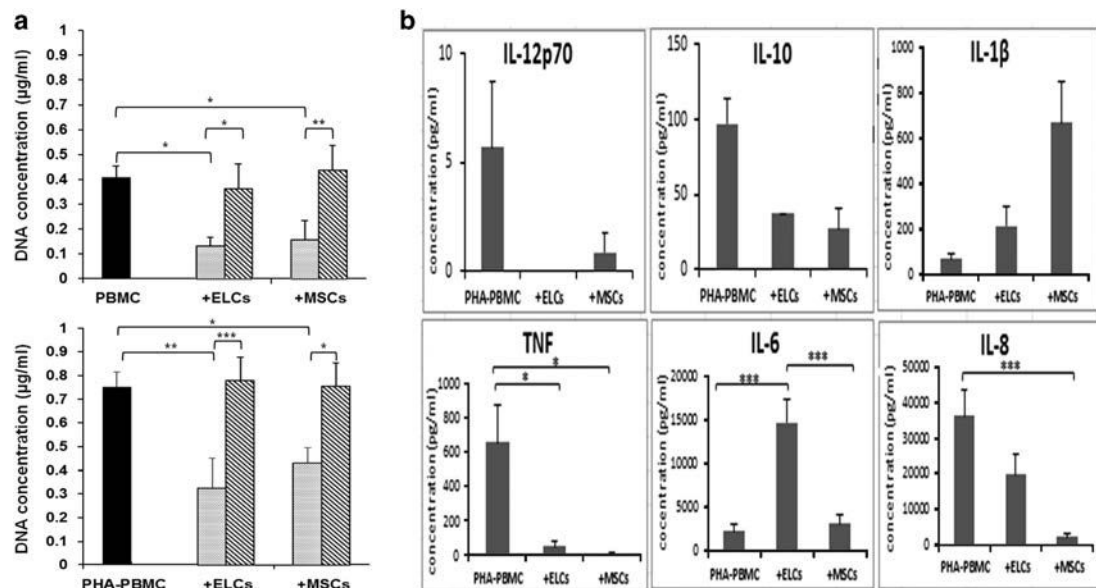 a
DNA concentration (µg/ml)
1
0.9
0.8
0.7
0.6
0.5
0.4
0.3
0.2
0.1
0
*
*
*
**
PBMC +ELCs +MSCs
DNA concentration (µg/ml)
1
0.9
0.8
0.7
0.6
0.5
0.4
0.3
0.2
0.1
0
*
**
***
*
PHA-PBMC +ELCs +MSCs
b
IL-12p70
concentration (pg/ml)
10
5
0
PHA-PBMC +ELCs +MSCs
IL-10
concentration (pg/ml)
150
100
50
0
PHA-PBMC +ELCs +MSCs
IL-1β
concentration (pg/ml)
1000
800
600
400
200
0
PHA-PBMC +ELCs +MSCs
TNF
cocentration (pg/ml)
1000
800
600
400
200
0
*
*
PHA-PBMC +ELCs +MSCs
IL-6
concentration (pg/ml)
20000
15000
10000
5000
0
***
***
PHA-PBMC +ELCs +MSCs
IL-8
concentration (pg/ml)
50000
40000
30000
20000
10000
0
***
PHA-PBMC +ELCs +MSCs